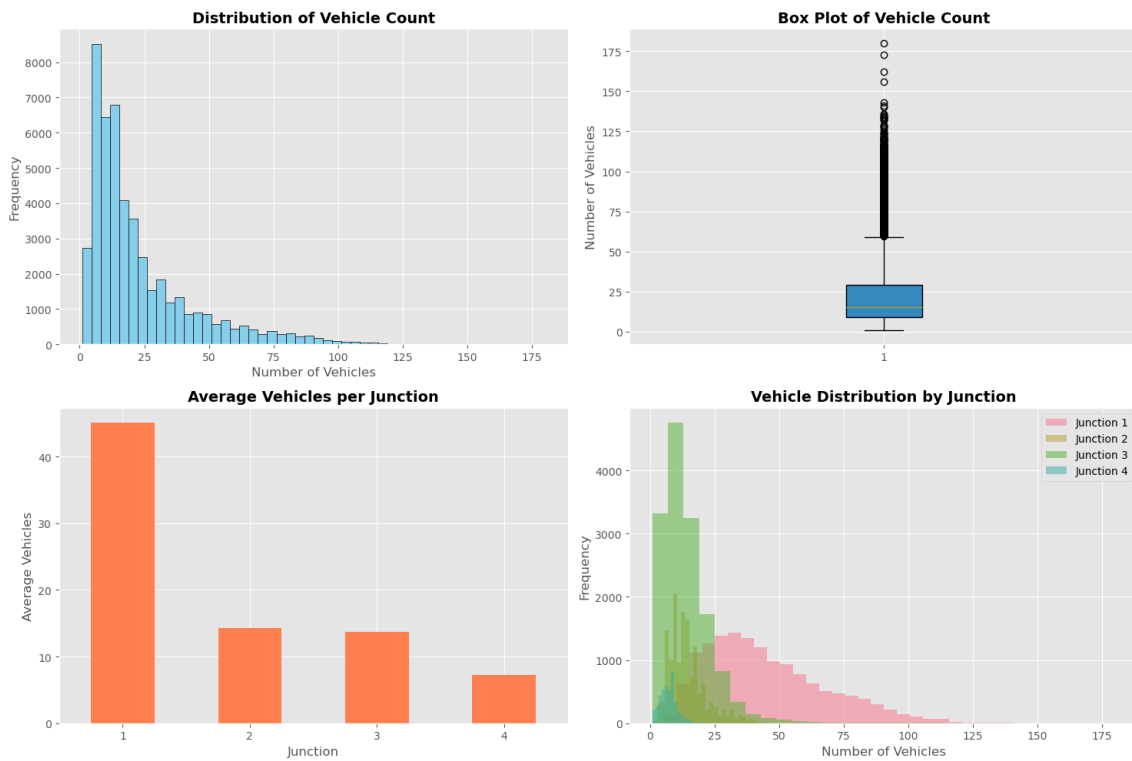 Distribution of Vehicle Count
Frequency
8000
7000
6000
5000
4000
3000
2000
1000
0
0 25 50 75 100 125 150 175
Number of Vehicles
Box Plot of Vehicle Count
Number of Vehicles
175
150
125
100
75
50
25
0
1
Average Vehicles per Junction
Average Vehicles
40
30
20
10
0
1 2 3 4
Junction
Vehicle Distribution by Junction
Junction 1
Junction 2
Junction 3
Junction 4
Frequency
4000
3000
2000
1000
0
0 25 50 75 100 125 150 175
Number of Vehicles